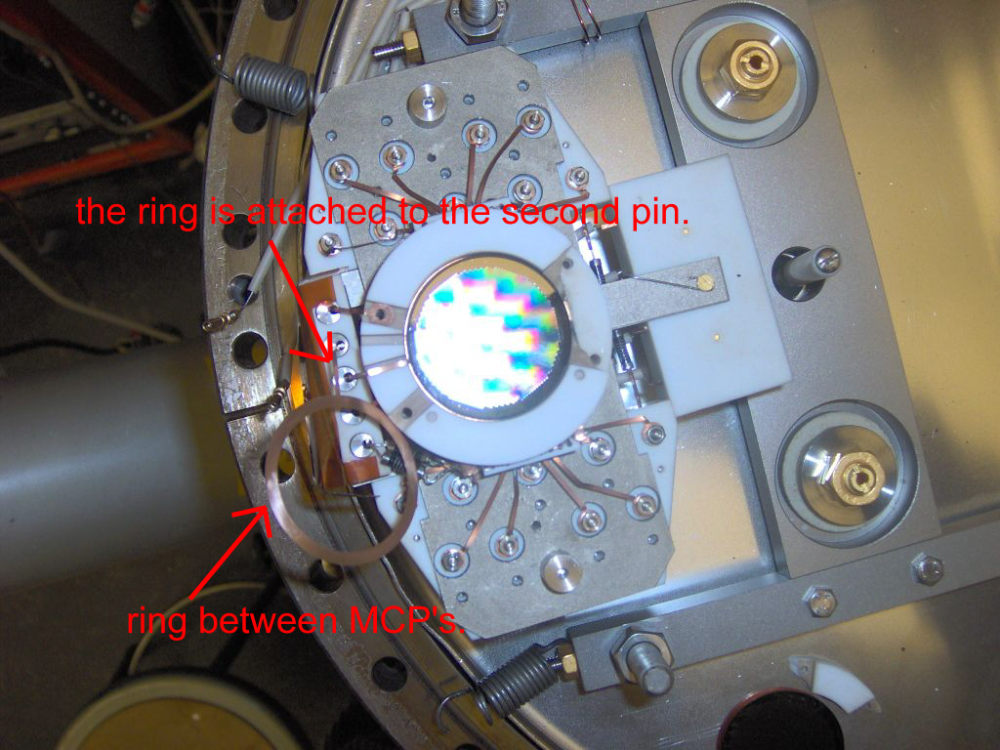 the ring is attached to the second pin.
ring between MCP's.